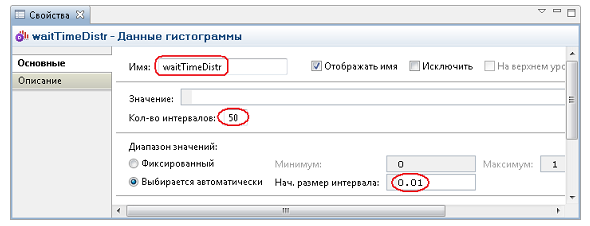 Свойства
waitTimeDistr - Данные гистограммы
Основные
Описание
Имя: waitTimeDistr Отображать имя Исключить На верхнем уро
Значение:
Кол-во интервалов: 50
Диапазон значений:
Фиксированный Минимум: 0 Максимум: 1
Выбирается автоматически Нач. размер интервала: 0.01